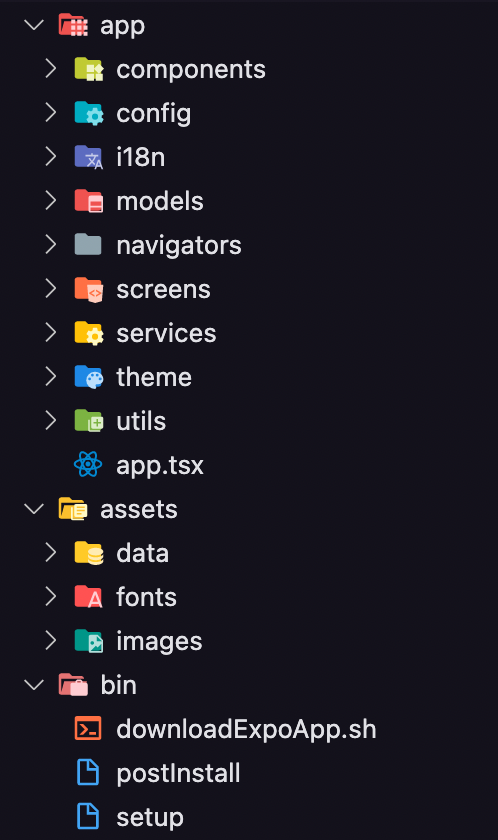 app
components
config
i18n
models
navigators
screens
services
theme
utils
app.tsx
assets
data
fonts
images
bin
downloadExpoApp.sh
postInstall
setup